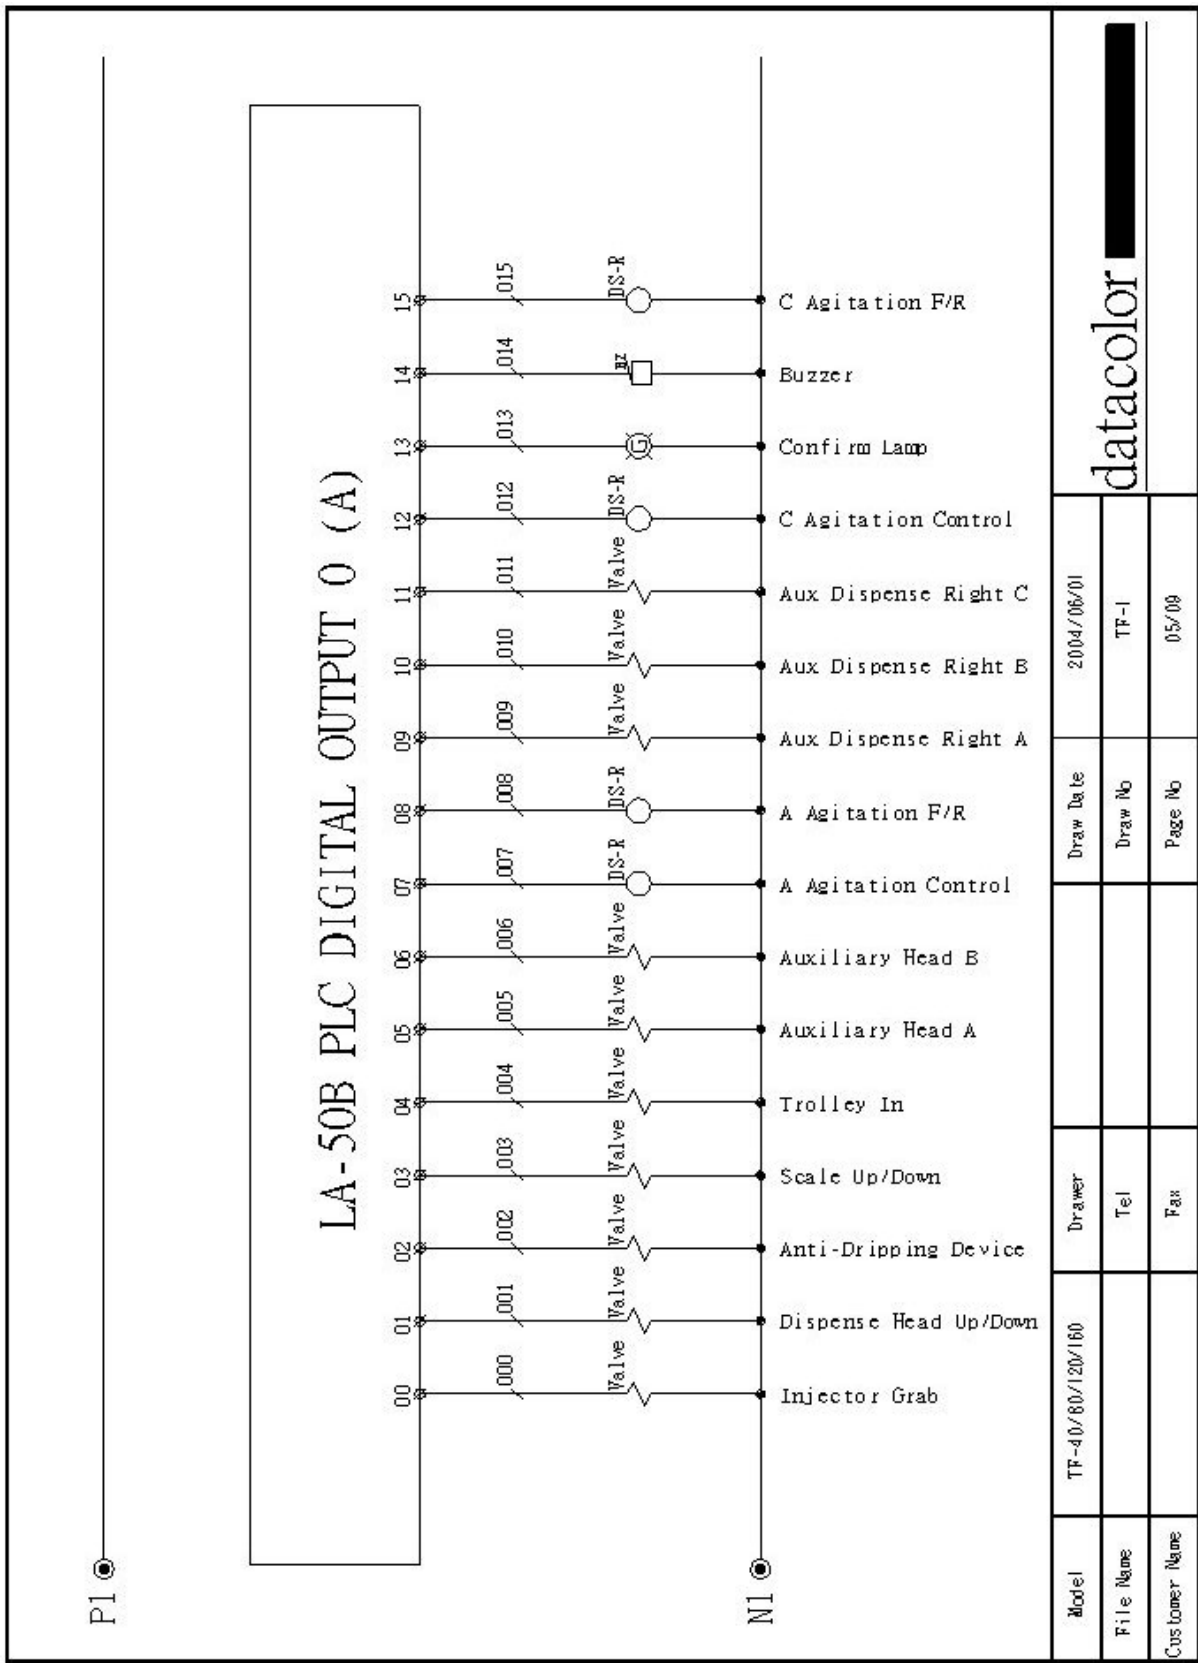 P1
LA-50B PLC DIGITAL OUTPUT 0 (A)
00 01 02 03 04 05 06 07 08 09 10 11 12 13 14 15
000 001 002 003 004 005 006 007 008 009 010 011 012 013 014 015
Valve Valve Valve Valve Valve Valve Valve DS-R DS-R Valve Valve Valve DS-R G BZ DS-R
N1
Injector Grab
Dispense Head Up/Down
Anti-Dripping Device
Scale Up/Down
Trolley In
Auxiliary Head A
Auxiliary Head B
A Agitation Control
A Agitation F/R
Aux Dispense Right A
Aux Dispense Right B
Aux Dispense Right C
C Agitation Control
Confirm Lamp
Buzzer
C Agitation F/R
Model TF-40/80/120/160 Drawer Draw Date 2004/06/01
File Name Tel Draw No TF-1
Customer Name Fax Page No 05/09
datacolor